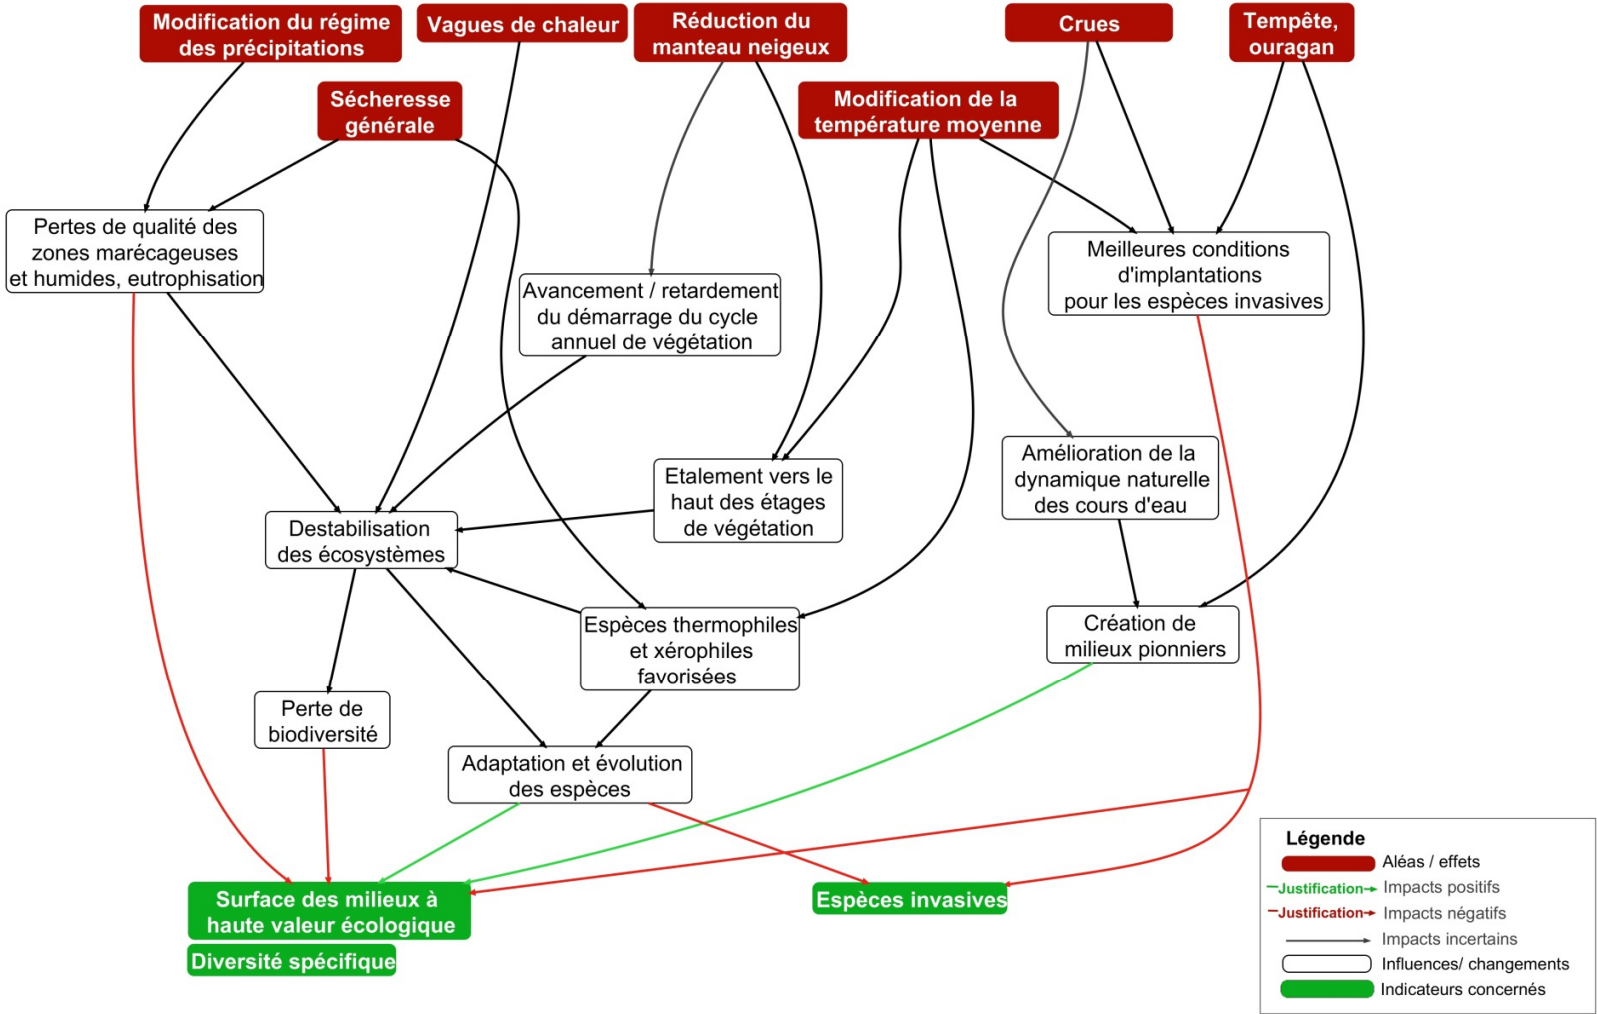 Modification du régime
des précipitations
Vagues de chaleur
Réduction du
manteau neigeux
Crues
Tempête,
ouragan
Sécheresse
générale
Modification de la
température moyenne
Pertes de qualité des
zones marécageuses
et humides, eutrophisation
Meilleures conditions
d'implantations
pour les espèces invasives
Avancement / retardement
du démarrage du cycle
annuel de végétation
Amélioration de la
dynamique naturelle
des cours d'eau
Etalement vers le
haut des étages
de végétation
Destabilisation
des écosystèmes
Espèces thermophiles
et xérophiles
favorisées
Création de
milieux pionniers
Perte de
biodiversité
Adaptation et évolution
des espèces
Surface des milieux à
haute valeur écologique
Espèces invasives
Diversité spécifique
Légende
Aléas / effets
Justification Impacts positifs
Justification Impacts négatifs
Impacts incertains
Influences/ changements
Indicateurs concernés